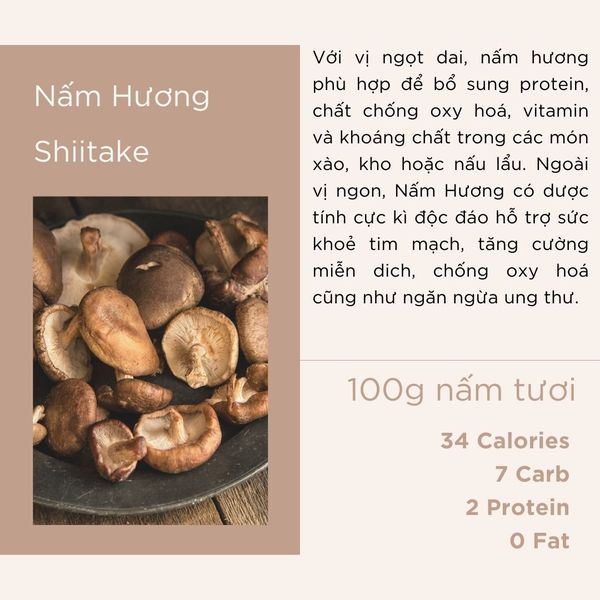 Nấm Hương
Shiitake
Với vị ngọt dai, nấm hương
phù hợp để bổ sung protein,
chất chống oxy hoá, vitamin
và khoáng chất trong các món
xào, kho hoặc nấu lẩu. Ngoài
vị ngon, Nấm Hương có dược
tính cực kì độc đáo hỗ trợ sức
khoẻ tim mạch, tăng cường
miễn dich, chống oxy hoá
cũng như ngăn ngừa ung thư.
100g nấm tươi
34 Calories
7 Carb
2 Protein
0 Fat